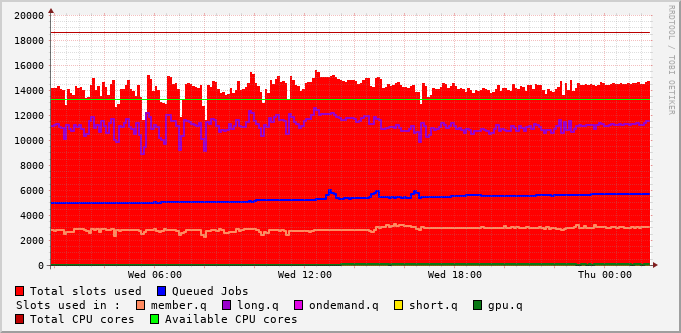 20000
18000
16000
14000
12000
10000
8000
6000
4000
2000
0
Wed 06:00 Wed 12:00 Wed 18:00 Thu 00:00
RRDTOOL / TOBI OETIKER
Total slots used Queued Jobs
Slots used in : member.q long.q ondemand.q short.q gpu.q
Total CPU cores Available CPU cores